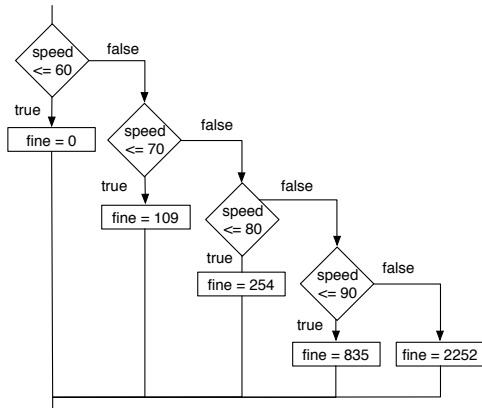 speed
<= 60
false
true
fine = 0
speed
<= 70
false
true
fine = 109
speed
<= 80
false
true
fine = 254
speed
<= 90
false
true
fine = 835
fine = 2252